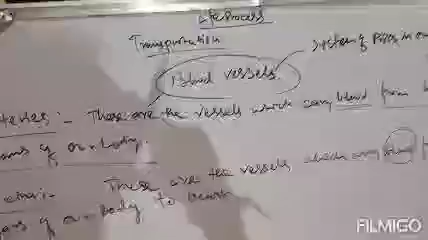 Life Process
Transportation
system of pipes in our
Blood vessels.
These are the vessels which carry blood from
of our body.
These are the vessels which carry blood
of our body to heart
FILMIGO